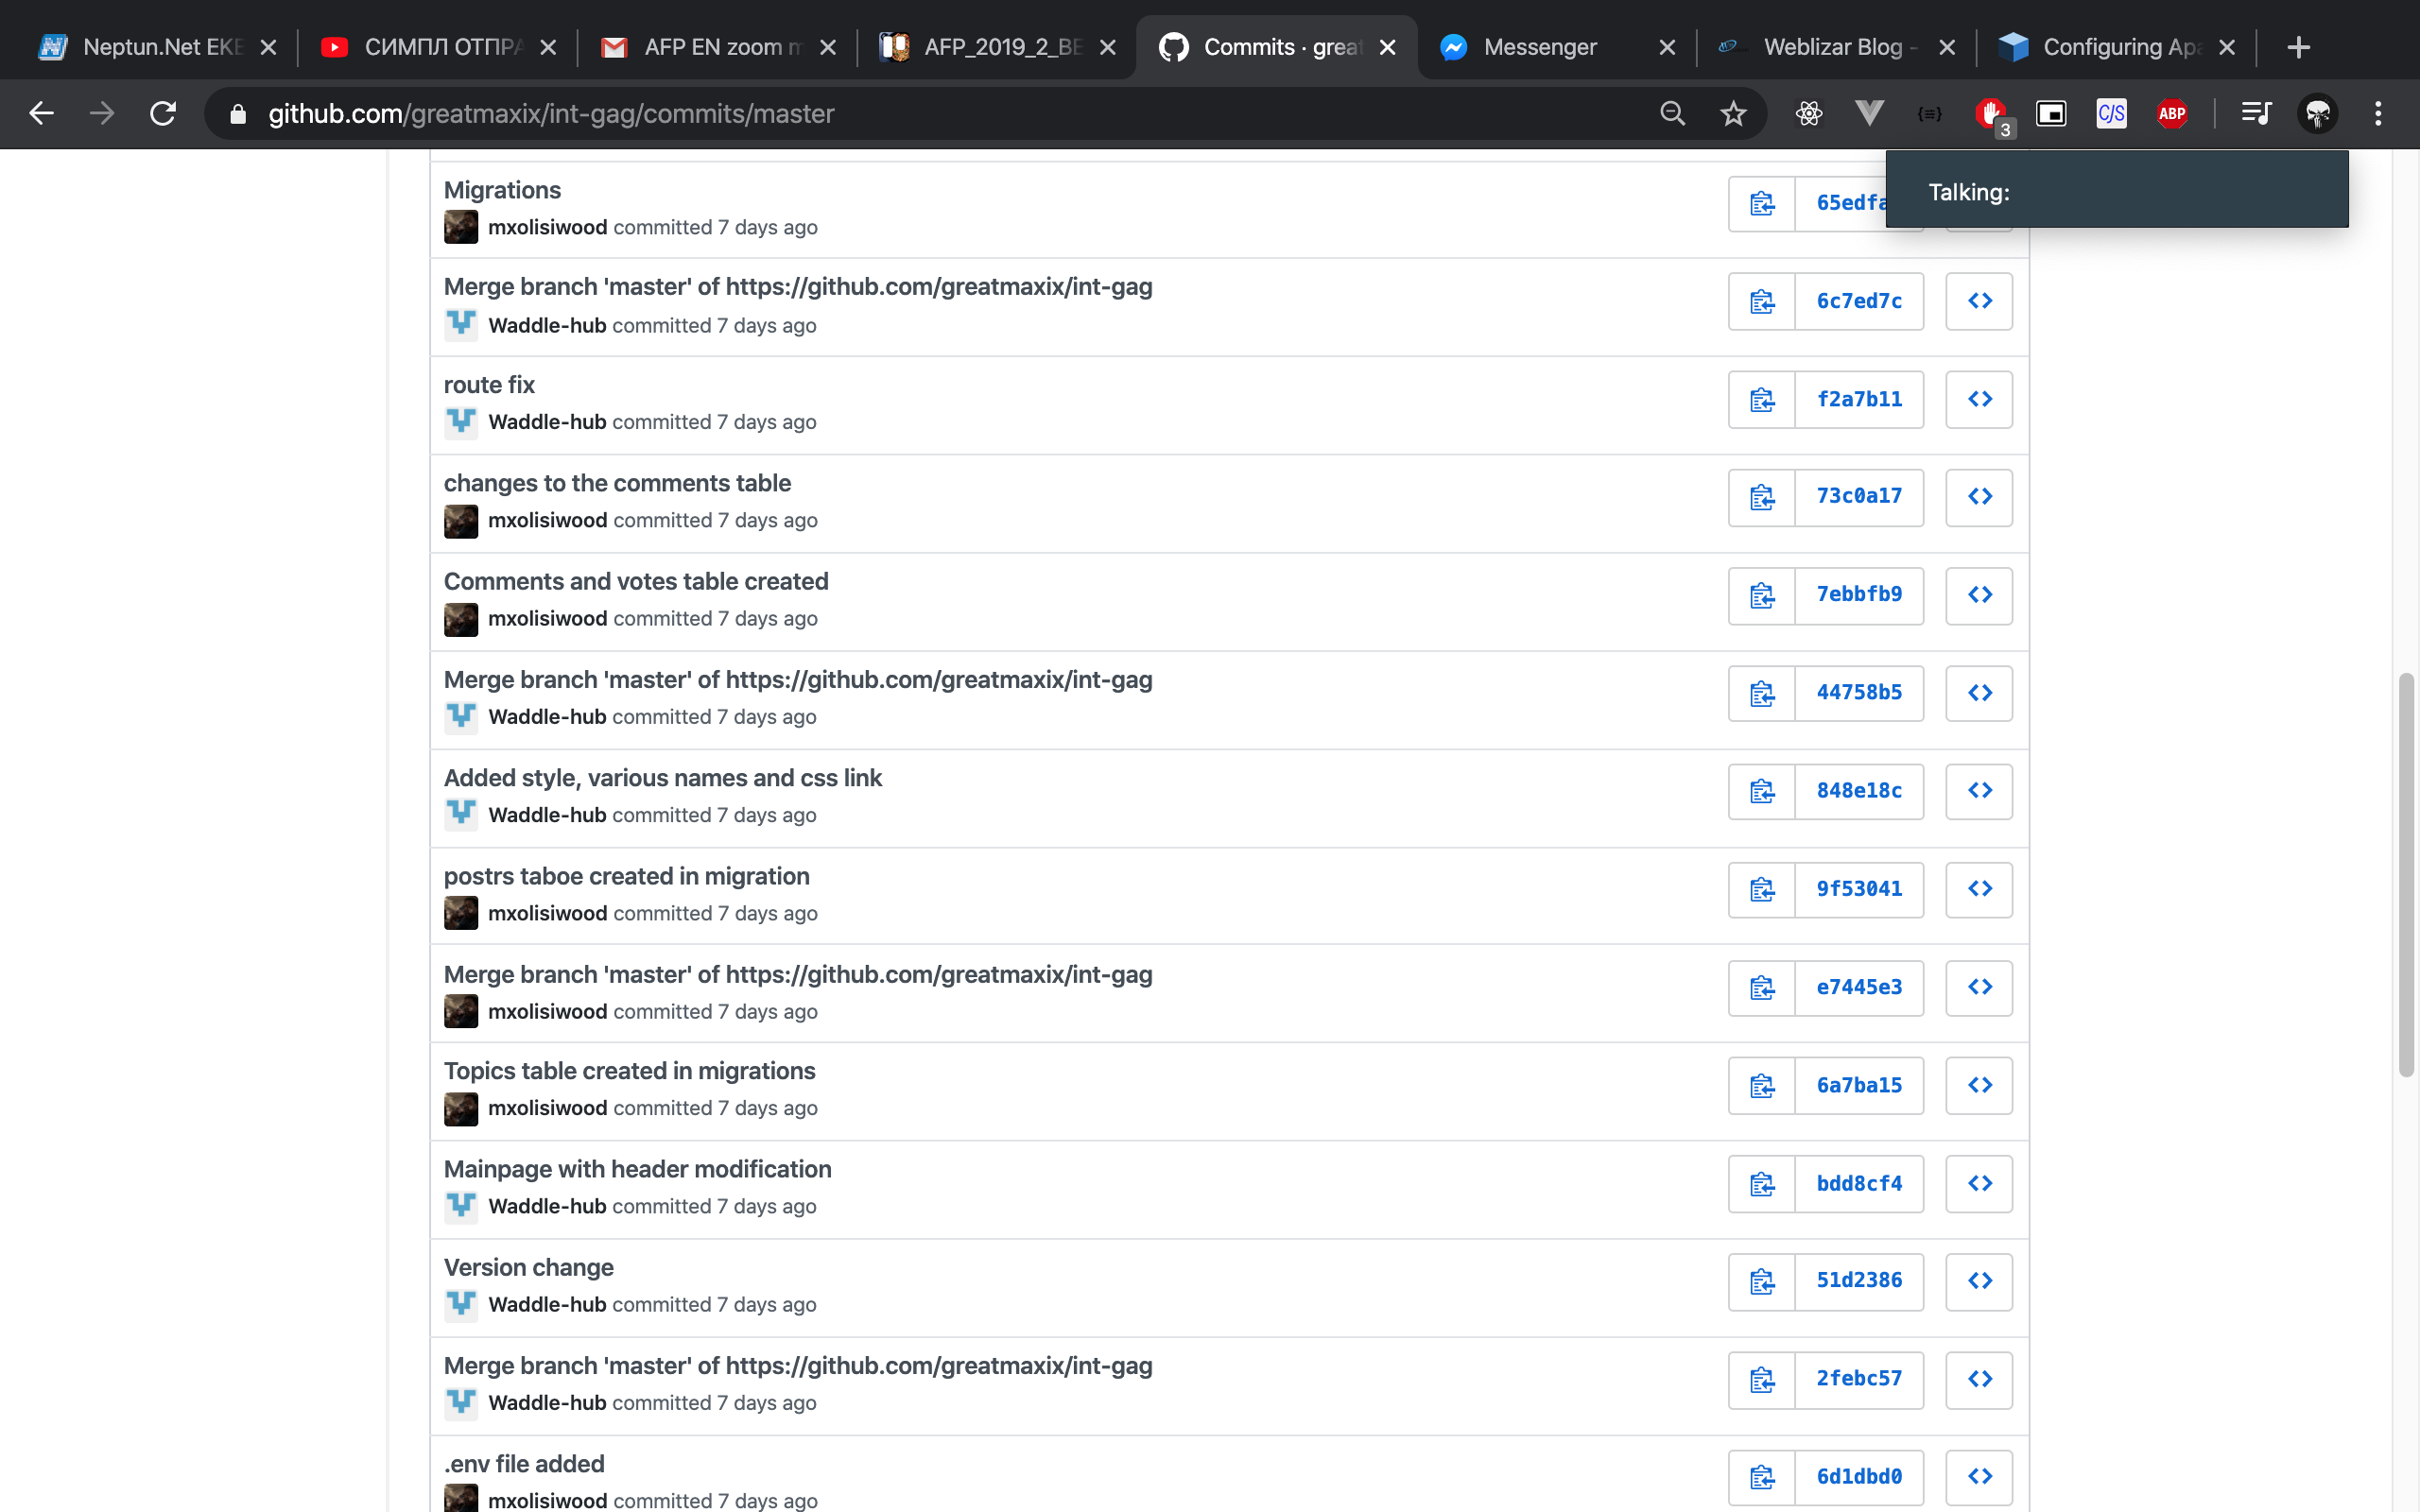 Neptun.Net EKE
СИМПЛ ОТПРА
AFP EN zoom m
AFP_2019_2_BE
Commits · great
Messenger
Weblizar Blog -
Configuring Apa
github.com/greatmaxix/int-gag/commits/master
3
C/S
ABP
Talking:
Migrations
mxolisiwood committed 7 days ago
65edfa
Merge branch 'master' of https://github.com/greatmaxix/int-gag
Waddle-hub committed 7 days ago
6c7ed7c
route fix
Waddle-hub committed 7 days ago
f2a7b11
changes to the comments table
mxolisiwood committed 7 days ago
73c0a17
Comments and votes table created
mxolisiwood committed 7 days ago
7ebbfb9
Merge branch 'master' of https://github.com/greatmaxix/int-gag
Waddle-hub committed 7 days ago
44758b5
Added style, various names and css link
Waddle-hub committed 7 days ago
848e18c
postrs taboe created in migration
mxolisiwood committed 7 days ago
9f53041
Merge branch 'master' of https://github.com/greatmaxix/int-gag
mxolisiwood committed 7 days ago
e7445e3
Topics table created in migrations
mxolisiwood committed 7 days ago
6a7ba15
Mainpage with header modification
Waddle-hub committed 7 days ago
bdd8cf4
Version change
Waddle-hub committed 7 days ago
51d2386
Merge branch 'master' of https://github.com/greatmaxix/int-gag
Waddle-hub committed 7 days ago
2febc57
.env file added
mxolisiwood committed 7 days ago
6d1dbd0